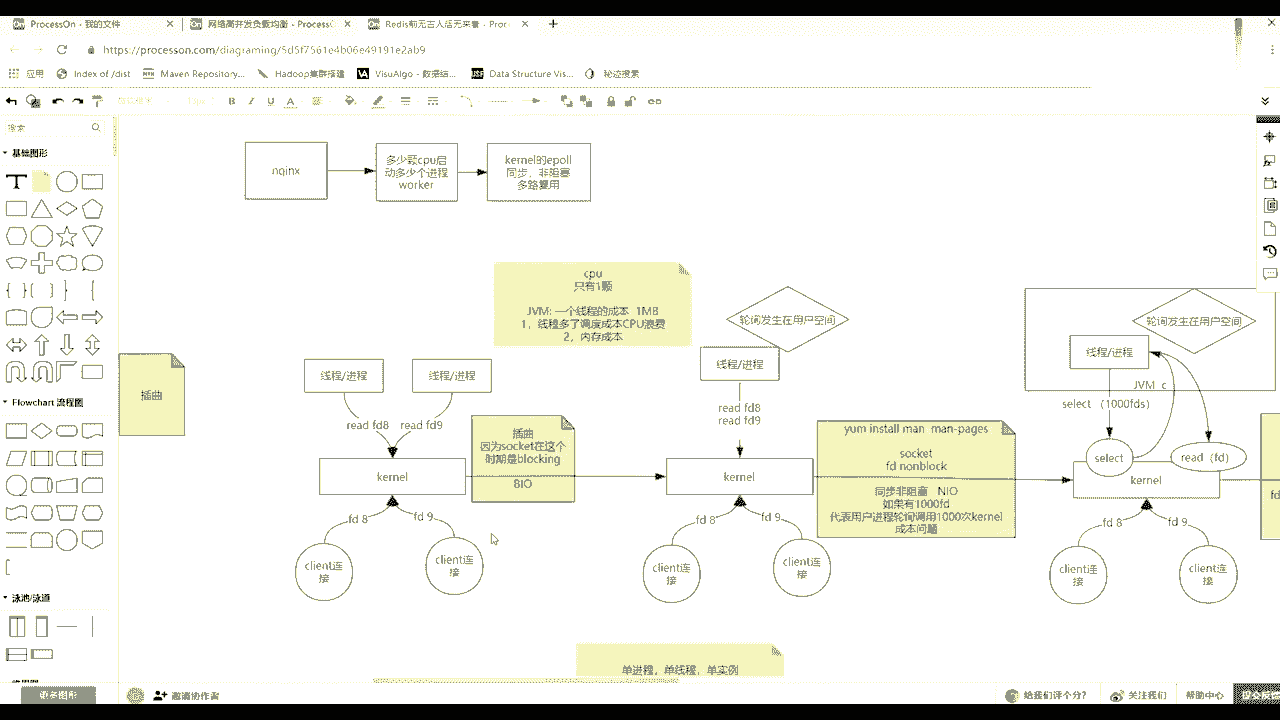 ProcessOn - 我的文件
网络高并发负载均衡 - ProcessO
Redis前无古人后无来者 - Pro
https://processon.com/diagraming/
应用
Index of /dist
Maven Repository...
Hadoop集群搭建
VisuAlgo - 数据结...
Data Structure Vis...
轮迹搜索
B I U A
搜索
基础图形
Flowchart 流程图
泳池/泳道
更多图形
邀请协作者
给我们评个分?
关注我们
帮助中心
nginx
多少颗cpu启
动多少个进程
worker
kernel的epoll
同步，非阻塞
多路复用
cpu
只有1颗
JVM: 一个线程的成本 1MB
1，线程多了调度成本CPU浪费
2，内存成本
插曲
线程/进程
线程/进程
read fd8
read fd9
kernel
fd 8
fd 9
client连
接
client连
接
插曲
因为socket在这个
时期是blocking
BIO
轮询发生在用户空间
线程/进程
read fd8
read fd9
kernel
fd 8
fd 9
client连
接
client连
接
yum install man man-pages
socket
fd nonblock
同步非阻塞 NIO
如果有1000fd
代表用户进程轮询调用1000次kernel
成本问题
轮询发生在用户空间
线程/进程
JVM c
select （1000fds）
select
read（fd）
kernel
fd 8
fd 9
client连
接
client连
接
fd
单进程，单线程，单实例